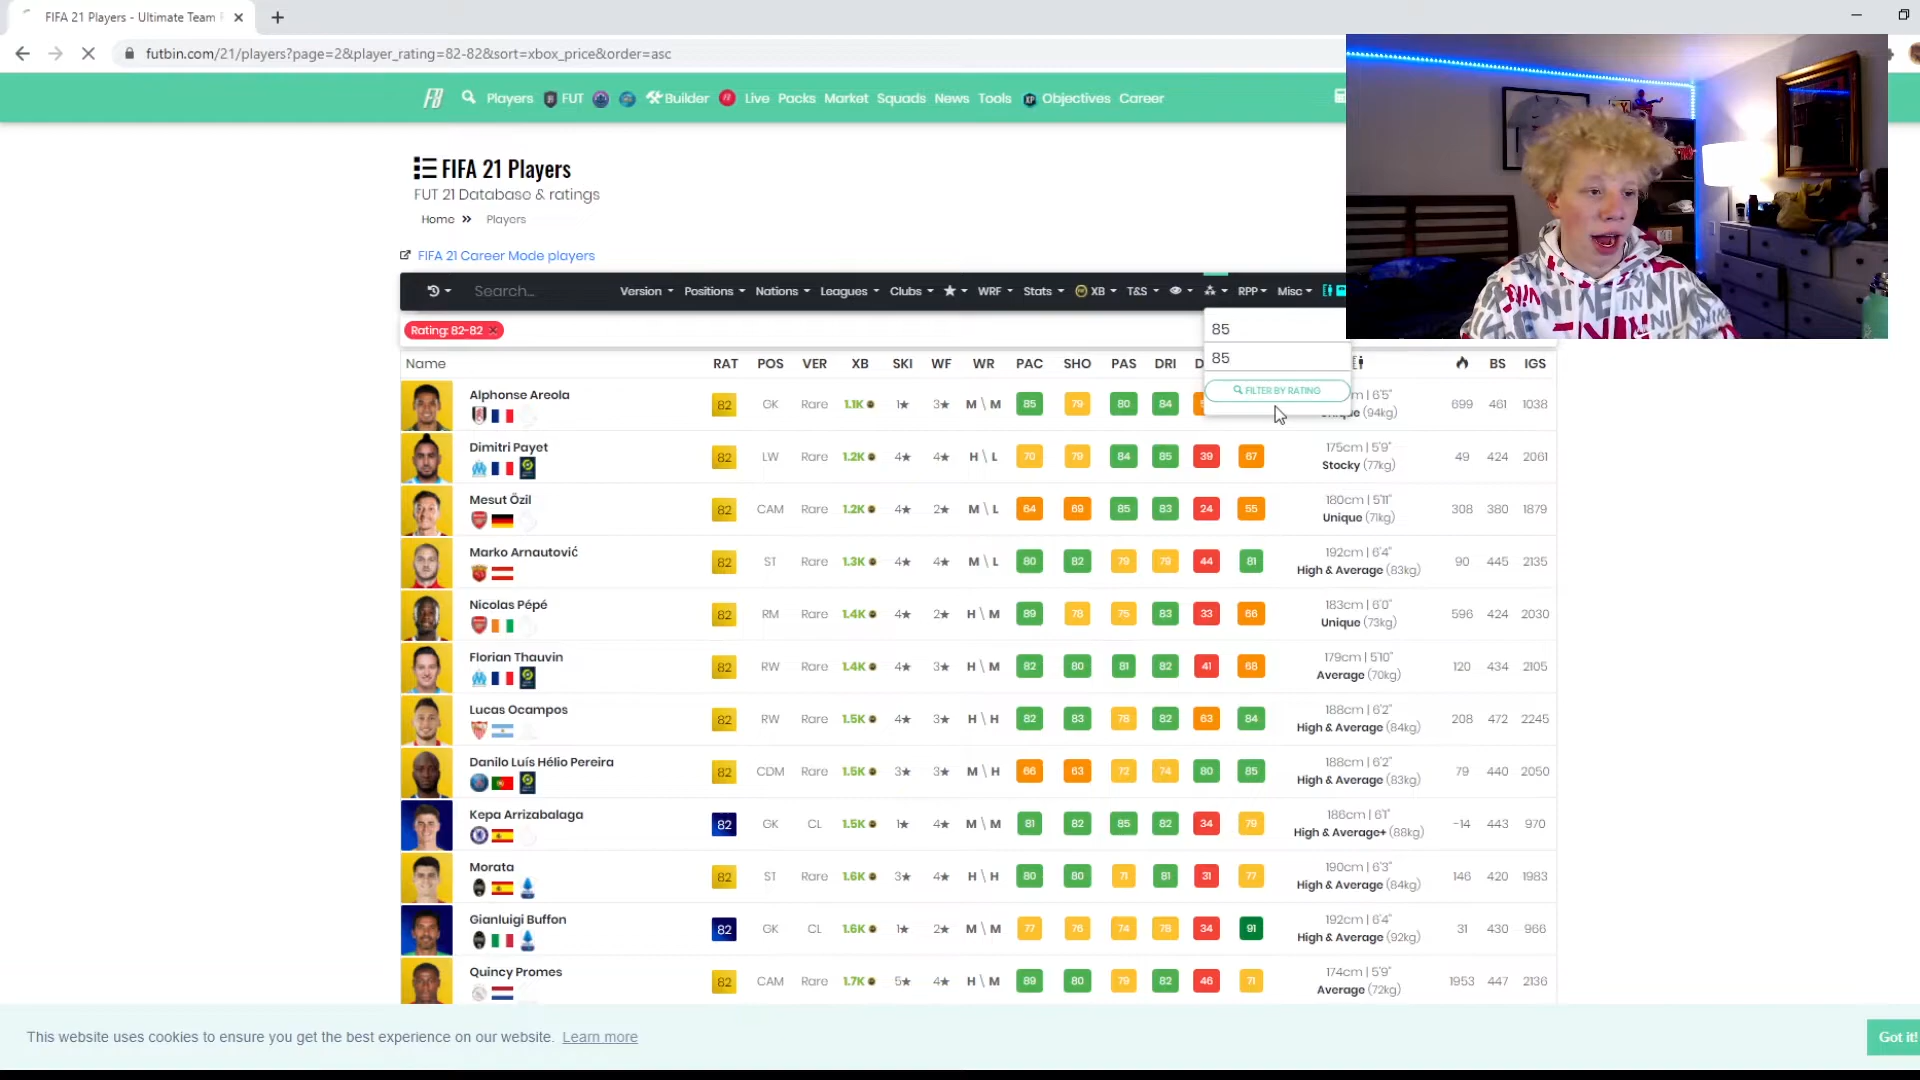 FIFA 21 Players - Ultimate Team
futbin.com/21/players?page=2&player_rating=82-82&sort=xbox_price&order=asc
FB Players FUT Builder Live Packs Market Squads News Tools Objectives Career
FIFA 21 Players
FUT 21 Database & ratings
Home » Players
FIFA 21 Career Mode players
Search... Version Positions Nations Leagues Clubs WRF Stats XB T&S RPP Misc
Rating: 82-82 ×
85
85
FILTER BY RATING
Name RAT POS VER XB SKI WF WR PAC SHO PAS DRI D BS IGS
Alphonse Areola 82 GK Rare 1.1K 1★ 3★ M \ M 85 79 80 84 6'5" 699 461 1038
(94kg)
Dimitri Payet 82 LW Rare 1.2K 4★ 4★ H \ L 70 79 84 85 39 67 175cm | 5'9" 49 424 2061
Stocky (77kg)
Mesut Özil 82 CAM Rare 1.2K 4★ 2★ M \ L 64 69 85 83 24 55 180cm | 5'11" 308 380 1879
Unique (71kg)
Marko Arnautović 82 ST Rare 1.3K 4★ 4★ M \ L 80 82 79 79 44 81 192cm | 6'4" 90 445 2135
High & Average (83kg)
Nicolas Pépé 82 RM Rare 1.4K 4★ 2★ H \ M 89 78 75 83 33 66 183cm | 6'0" 596 424 2030
Unique (73kg)
Florian Thauvin 82 RW Rare 1.4K 4★ 3★ H \ M 82 80 81 82 41 68 179cm | 5'10" 120 434 2105
Average (70kg)
Lucas Ocampos 82 RW Rare 1.5K 4★ 3★ H \ H 82 83 78 82 63 84 188cm | 6'2" 208 472 2245
High & Average (84kg)
Danilo Luís Hélio Pereira 82 CDM Rare 1.5K 3★ 3★ M \ H 66 63 72 74 80 85 188cm | 6'2" 79 440 2050
High & Average (83kg)
Kepa Arrizabalaga 82 GK CL 1.5K 1★ 4★ M \ M 81 82 85 82 34 79 186cm | 6'1" -14 443 970
High & Average+ (88kg)
Morata 82 ST Rare 1.6K 3★ 4★ H \ H 80 80 71 81 31 77 190cm | 6'3" 146 420 1983
High & Average (84kg)
Gianluigi Buffon 82 GK CL 1.6K 1★ 2★ M \ M 77 76 74 78 34 91 192cm | 6'4" 31 430 966
High & Average (92kg)
Quincy Promes 82 CAM Rare 1.7K 5★ 4★ H \ M 89 80 79 82 46 71 174cm | 5'9" 1953 447 2136
Average (72kg)
This website uses cookies to ensure you get the best experience on our website. Learn more Got it!